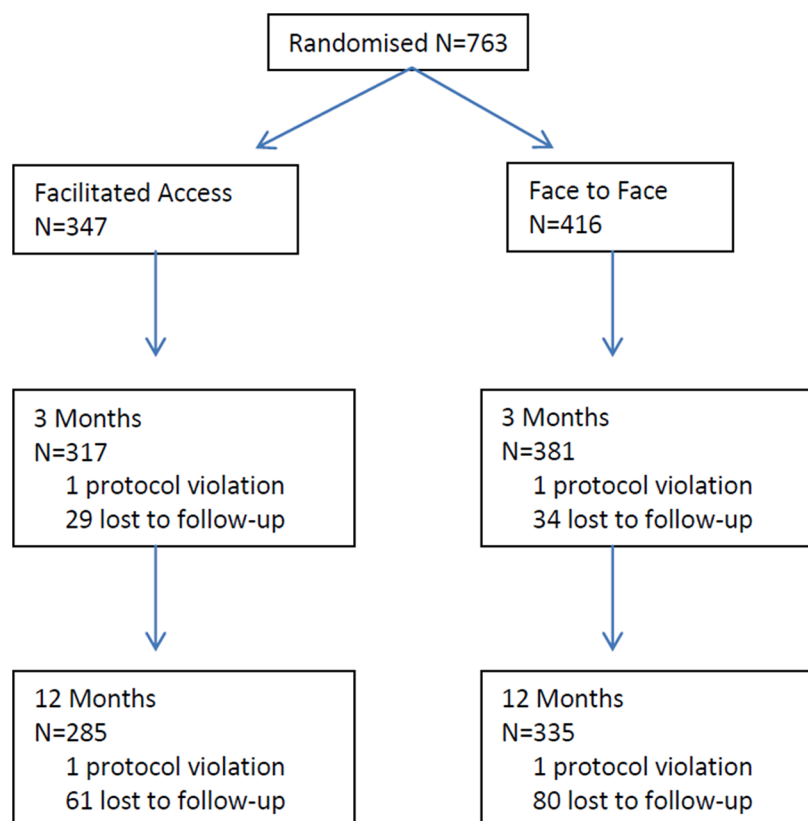 Randomised N=763
Facilitated Access
N=347
Face to Face
N=416
3 Months
N=317
1 protocol violation
29 lost to follow-up
3 Months
N=381
1 protocol violation
34 lost to follow-up
12 Months
N=285
1 protocol violation
61 lost to follow-up
12 Months
N=335
1 protocol violation
80 lost to follow-up